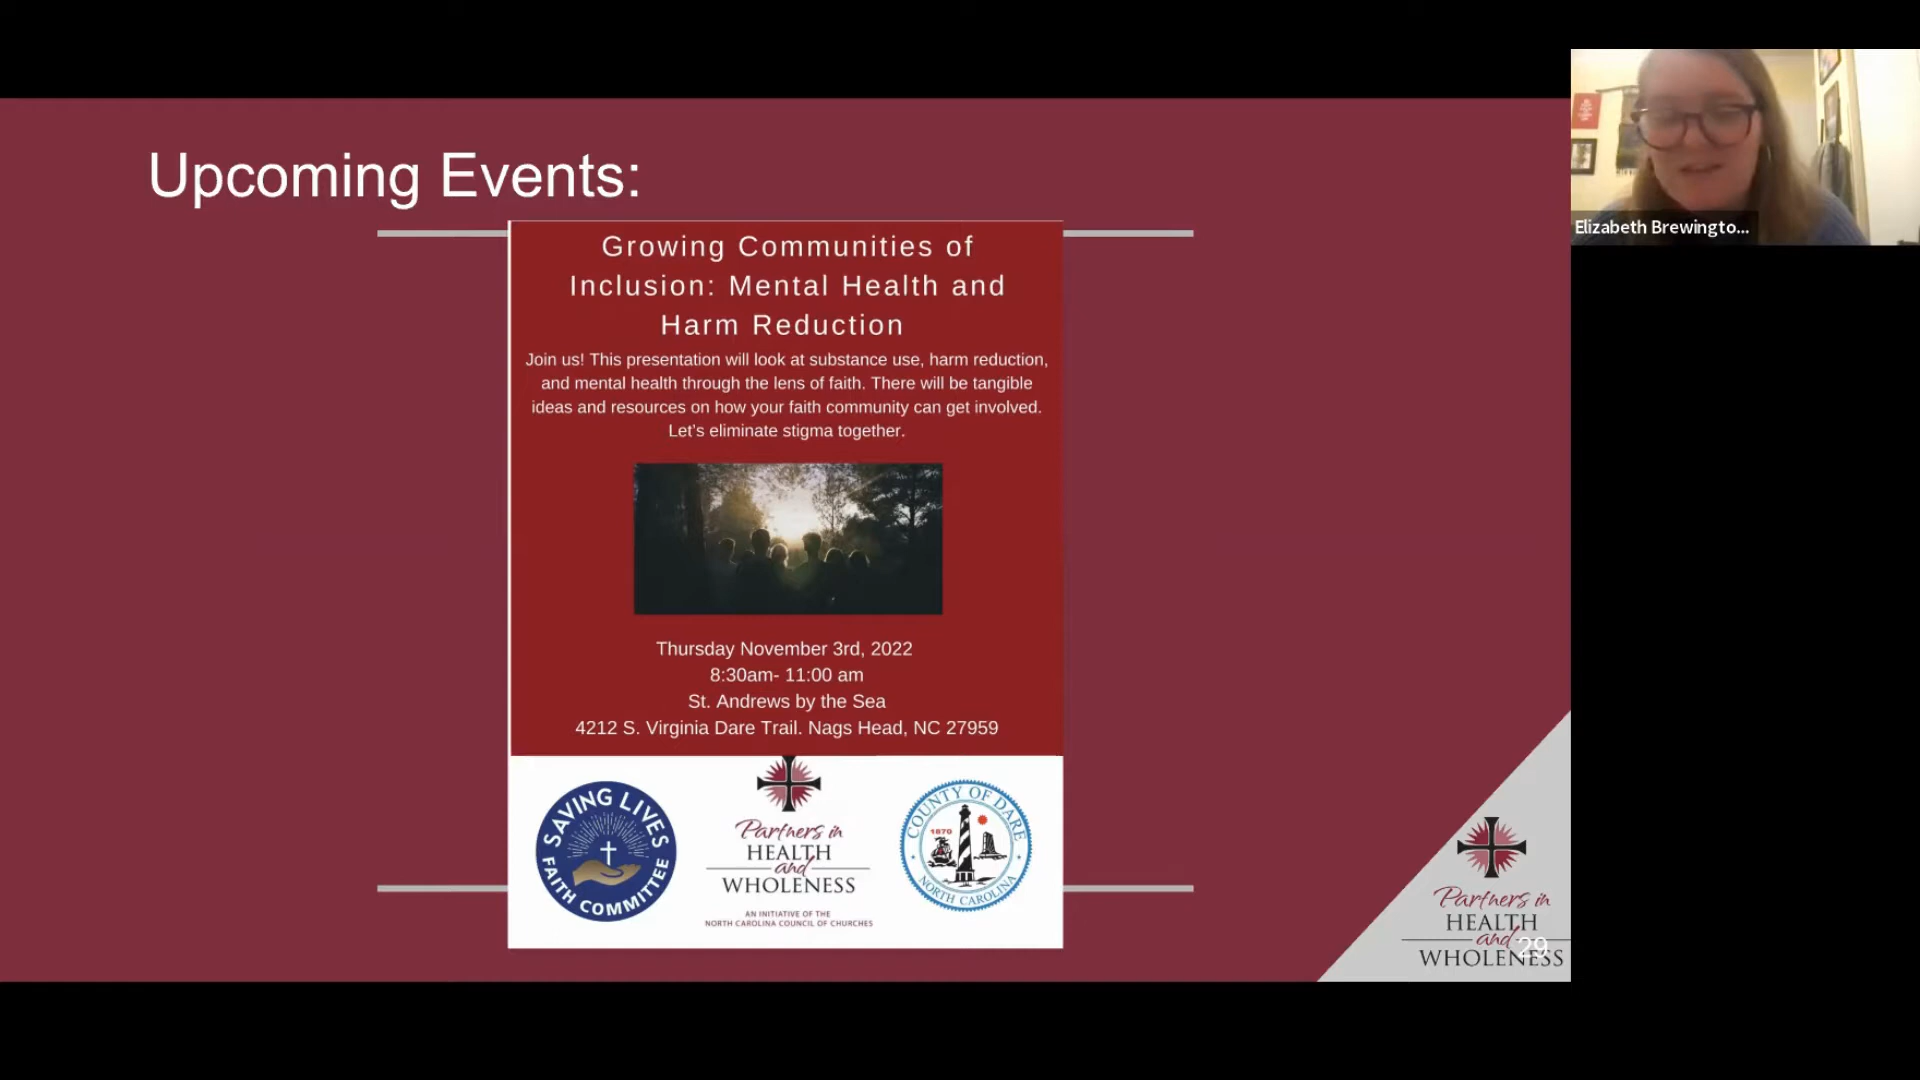 Upcoming Events:
Growing Communities of
Inclusion: Mental Health and
Harm Reduction
Join us! This presentation will look at substance use, harm reduction,
and mental health through the lens of faith. There will be tangible
ideas and resources on how your faith community can get involved.
Let's eliminate stigma together.
Thursday November 3rd, 2022
8:30am- 11:00 am
St. Andrews by the Sea
4212 S. Virginia Dare Trail. Nags Head, NC 27959
SAVING LIVES
FAITH COMMITTEE
Partners in
HEALTH
and
WHOLENESS
AN INITIATIVE OF THE
NORTH CAROLINA COUNCIL OF CHURCHES
COUNTY OF DARE
1870
NORTH CAROLINA
Elizabeth Brewingto...
Partners in
HEALTH
and
WHOLENESS
29